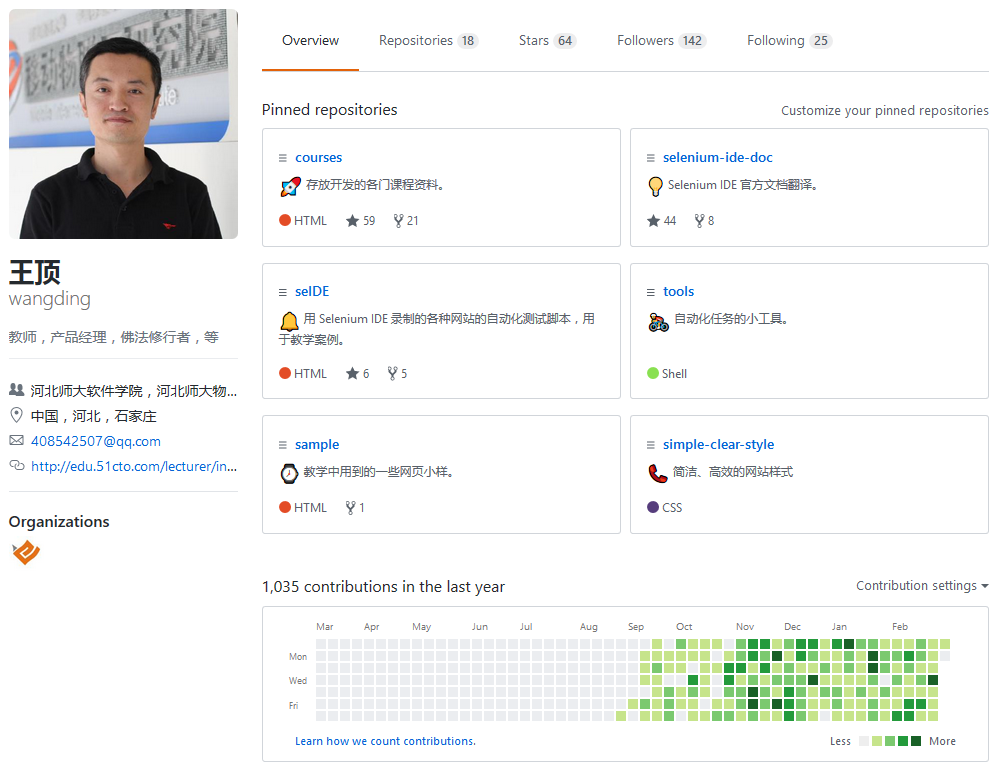 王顶
wangding
教师，产品经理，佛法修行者，等
河北师大软件学院，河北师大物...
中国，河北，石家庄
408542507@qq.com
http://edu.51cto.com/lecturer/in...
Organizations
Overview
Repositories 18
Stars 64
Followers 142
Following 25
Pinned repositories
Customize your pinned repositories
courses
存放开发的各门课程资料。
HTML 59 21
selenium-ide-doc
Selenium IDE 官方文档翻译。
44 8
seIDE
用 Selenium IDE 录制的各种网站的自动化测试脚本，用
于教学案例。
HTML 6 5
tools
自动化任务的小工具。
Shell
sample
教学中用到的一些网页小样。
HTML 1
simple-clear-style
简洁、高效的网站样式
CSS
1,035 contributions in the last year
Contribution settings
Mar Apr May Jun Jul Aug Sep Oct Nov Dec Jan Feb
Mon
Wed
Fri
Learn how we count contributions.
Less More